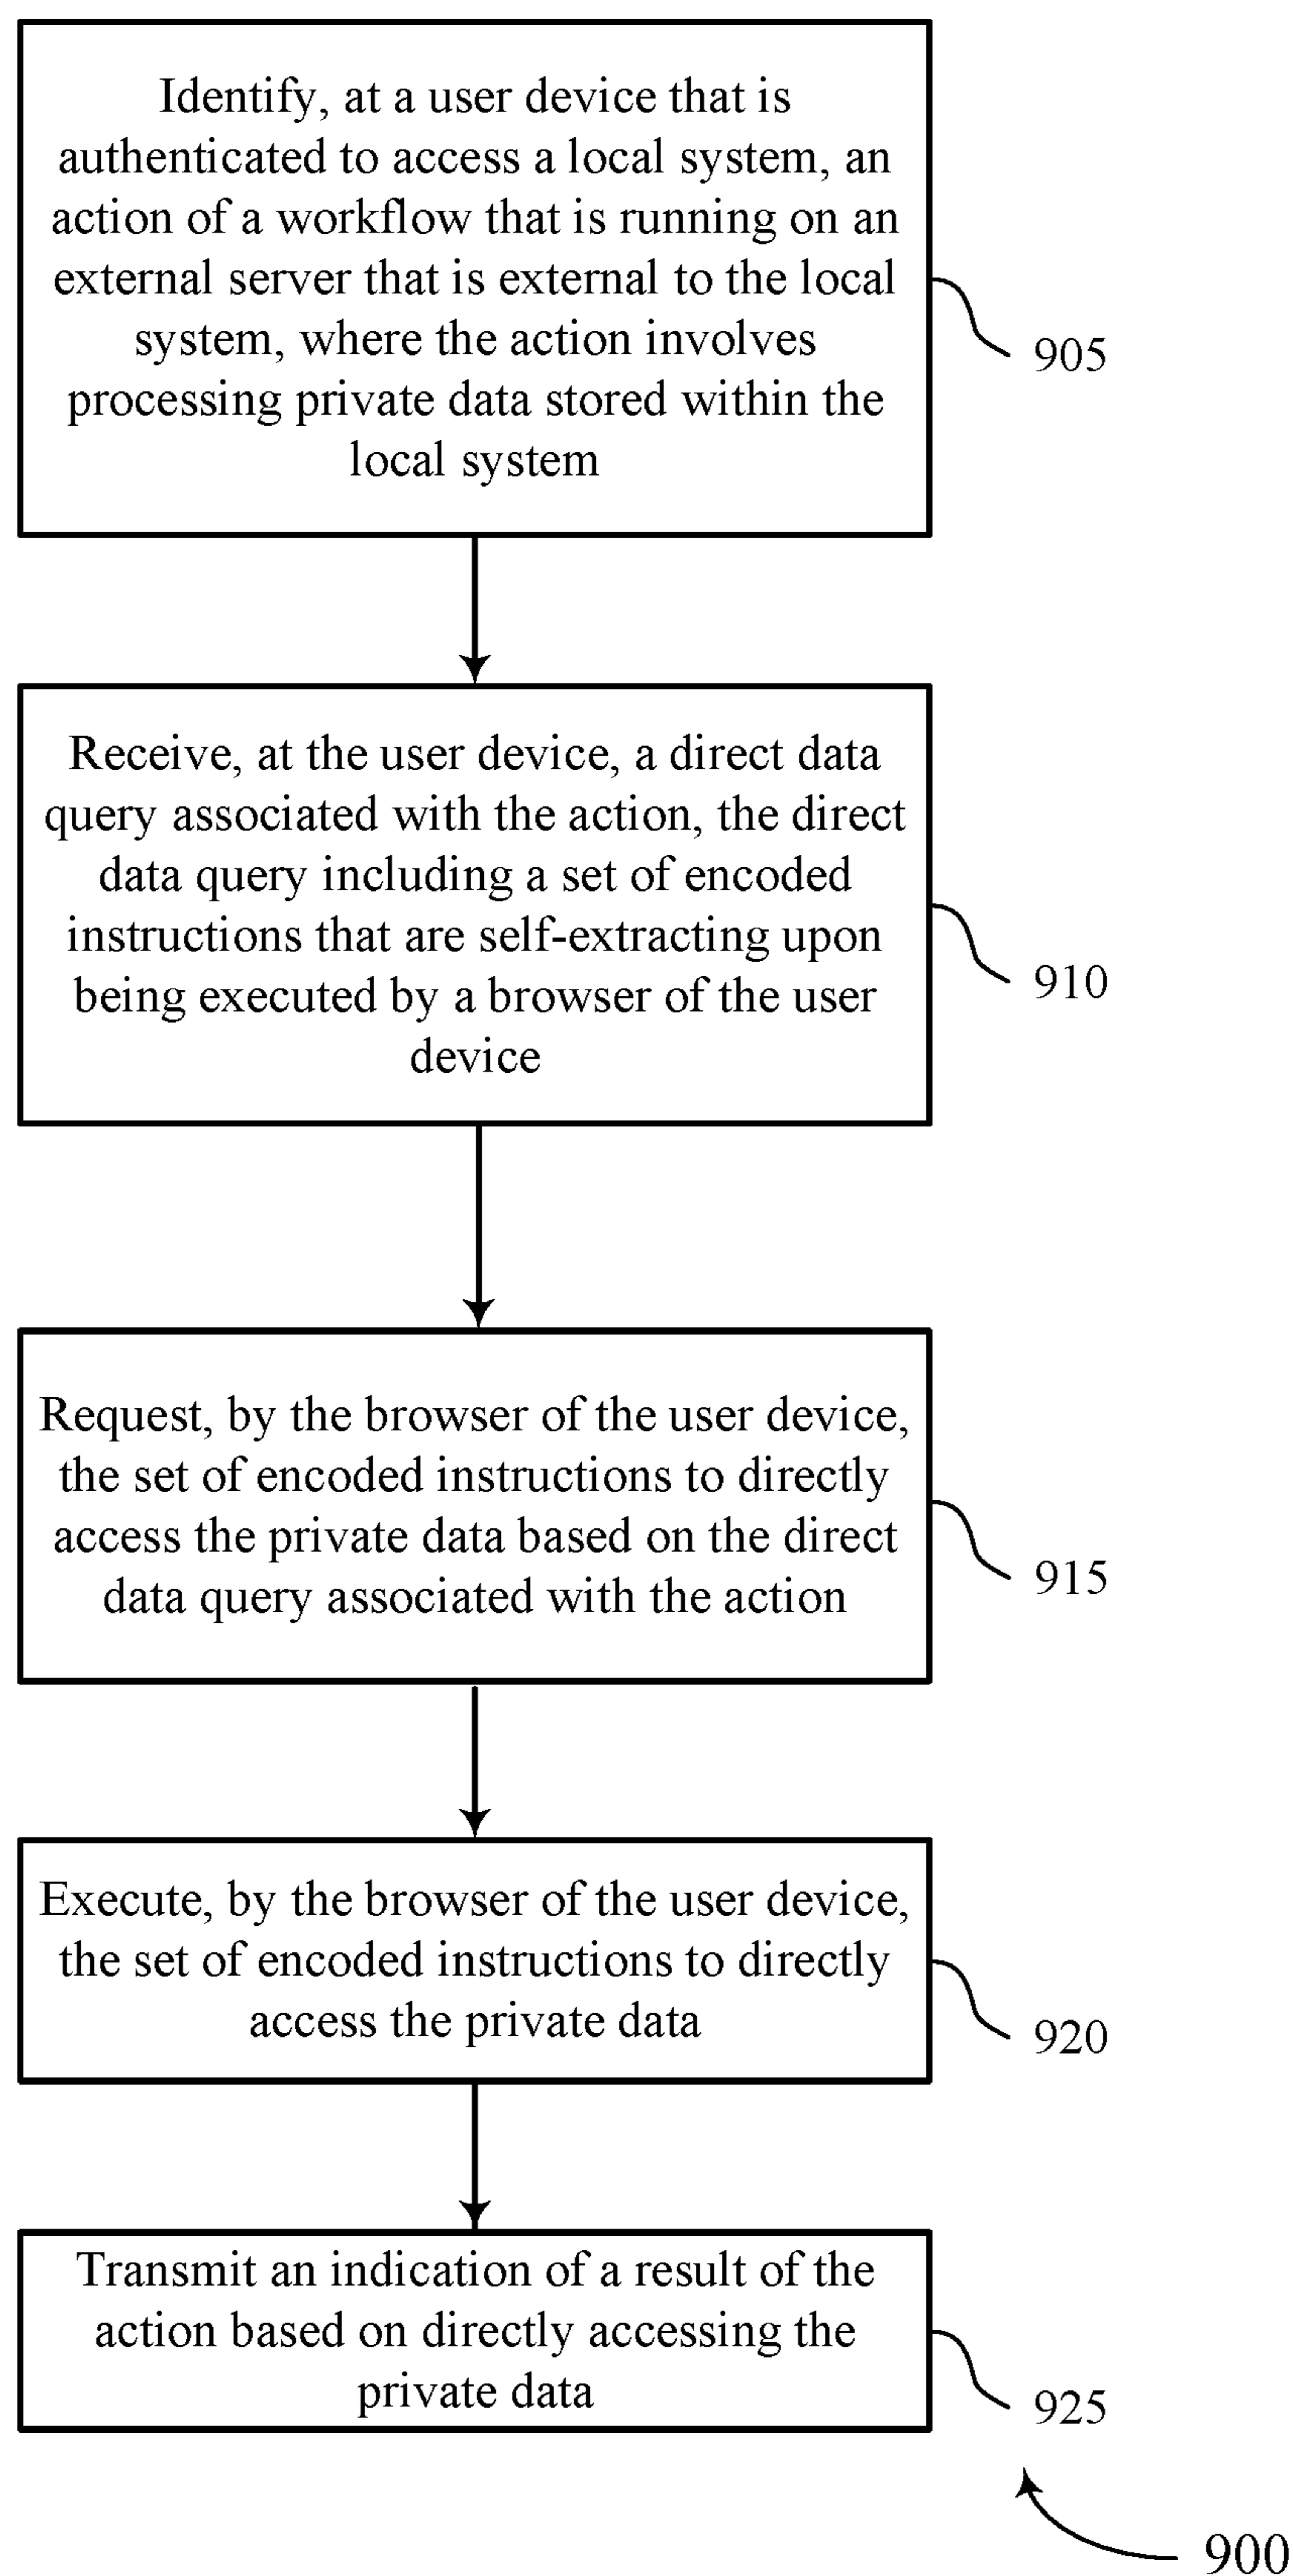 Identify, at a user device that is
authenticated to access a local system, an
action of a workflow that is running on an
external server that is external to the local
system, where the action involves
processing private data stored within the
local system
905
Receive, at the user device, a direct data
query associated with the action, the direct
data query including a set of encoded
instructions that are self-extracting upon
being executed by a browser of the user
device
910
Request, by the browser of the user device,
the set of encoded instructions to directly
access the private data based on the direct
data query associated with the action
915
Execute, by the browser of the user device,
the set of encoded instructions to directly
access the private data
920
Transmit an indication of a result of the
action based on directly accessing the
private data
925
900